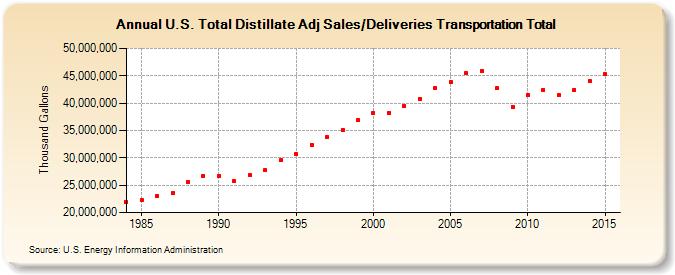 Annual U.S. Total Distillate Adj Sales/Deliveries Transportation Total
Thousand Gallons
50,000,000
45,000,000
40,000,000
35,000,000
30,000,000
25,000,000
20,000,000
1985 1990 1995 2000 2005 2010 2015
Source: U.S. Energy Information Administration